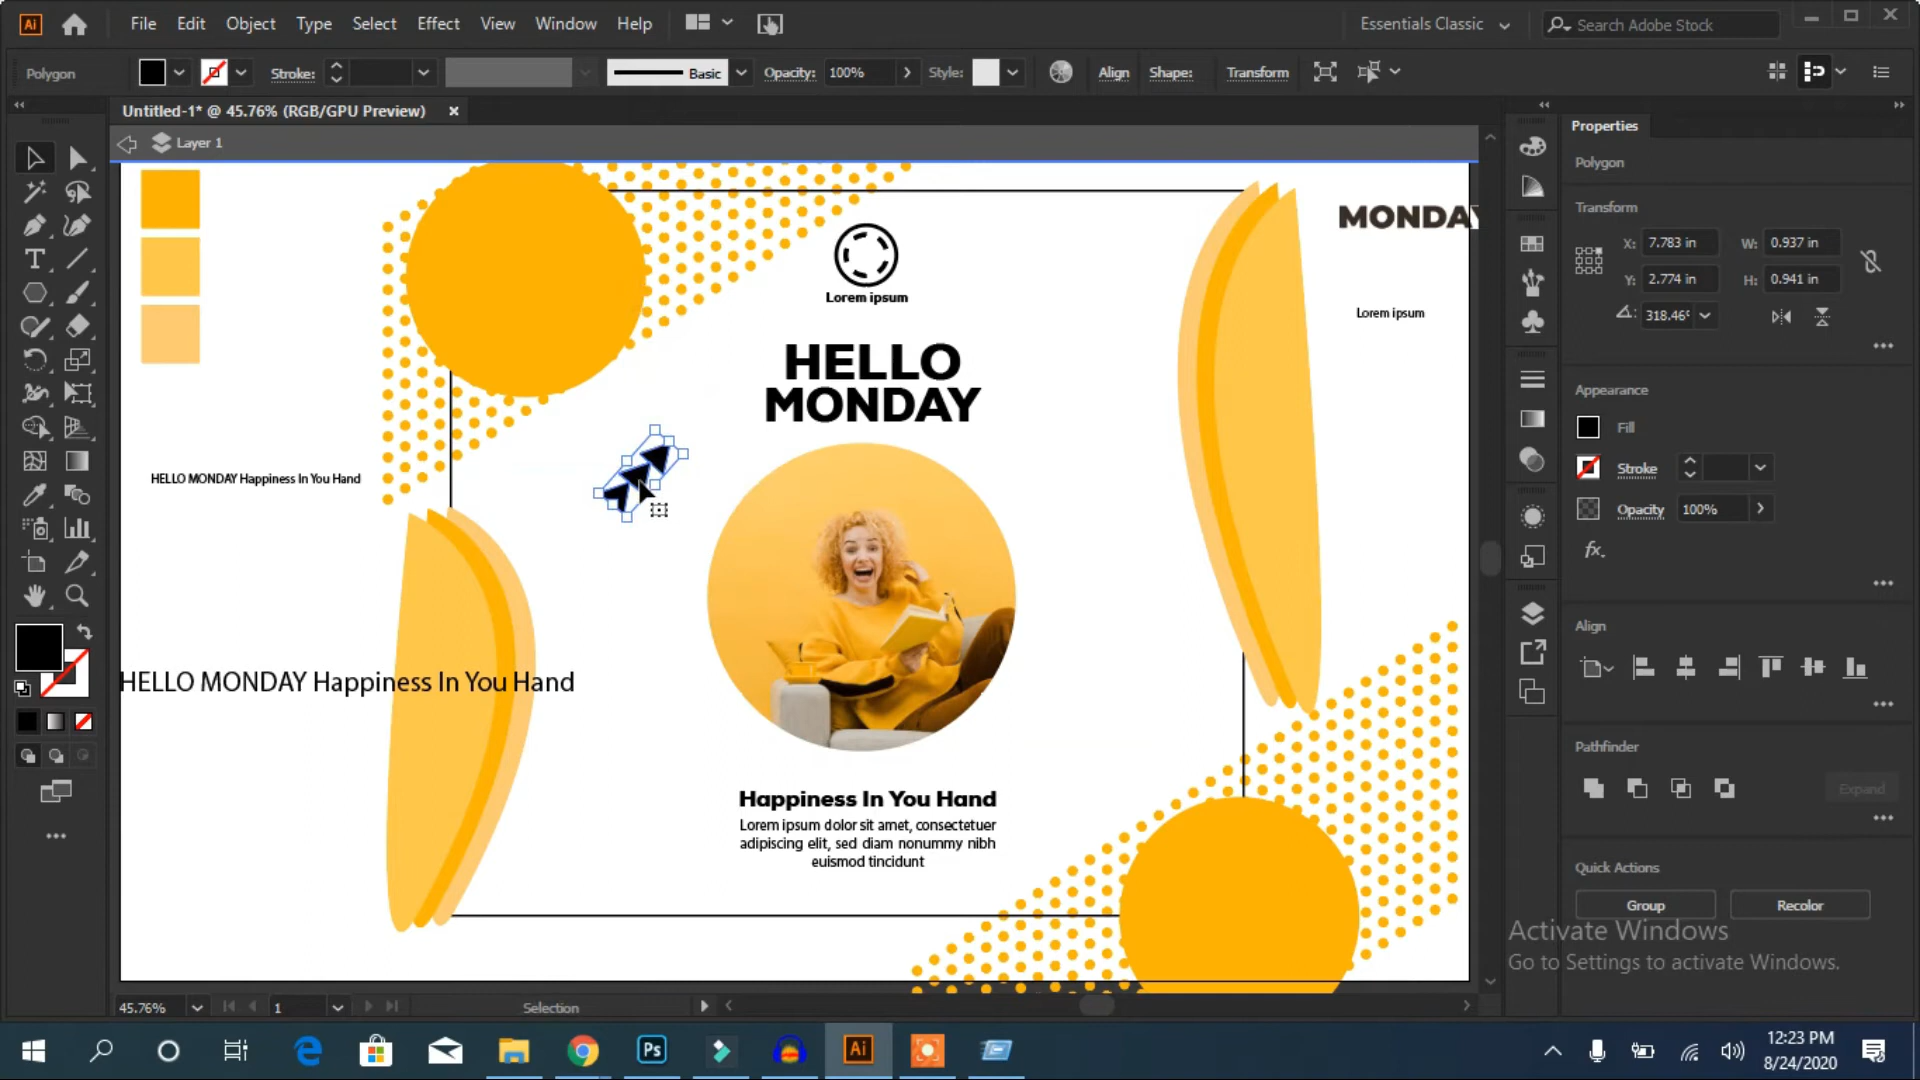 Ai File Edit Object Type Select Effect View Window Help Essentials Classic Search Adobe Stock
Polygon Stroke: Basic Opacity: 100% Style: Align Shape: Transform
Untitled-1* @ 45.76% (RGB/GPU Preview)
Layer 1
Lorem ipsum
HELLO
MONDAY
HELLO MONDAY Happiness In You Hand
HELLO MONDAY Happiness In You Hand
Happiness In You Hand
Lorem ipsum dolor sit amet, consectetuer
adipiscing elit, sed diam nonummy nibh
euismod tincidunt
MONDAY
Lorem ipsum
Properties
Polygon
Transform
X: 7.783 in W: 0.937 in
Y: 2.774 in H: 0.941 in
318.46°
Appearance
Fill
Stroke
Opacity 100%
fx.
Align
Pathfinder
Expand
Quick Actions
Group Recolor
Activate Windows
Go to Settings to activate Windows.
45.76% 1 Selection
Ps Ai
12:23 PM
8/24/2020